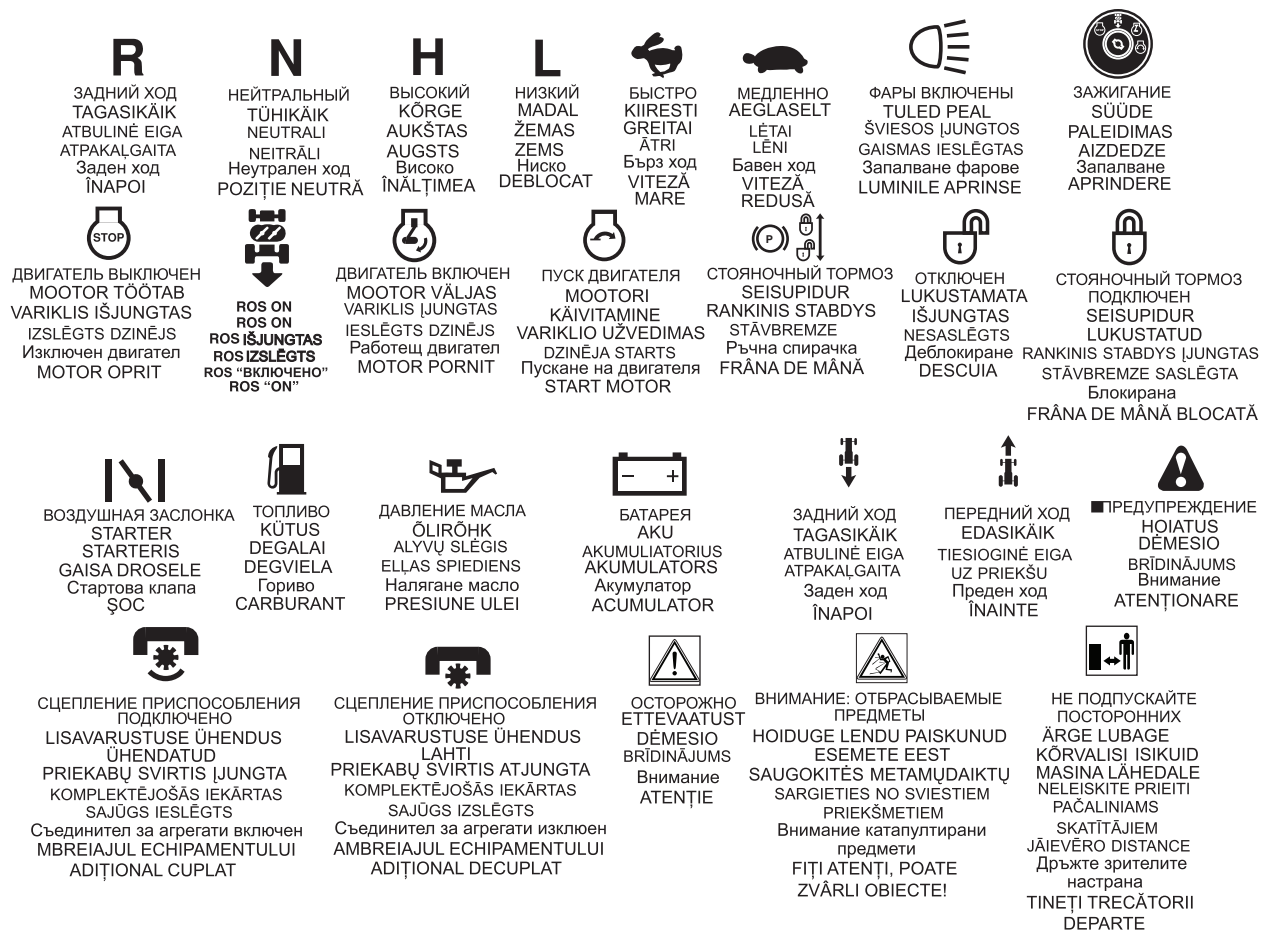 R
ЗАДНИЙ ХОД
TAGASIKÄIK
ATBULINĖ EIGA
ATPAKAĻGAITA
Заден ход
ÎNAPOI
N
НЕЙТРАЛЬНЫЙ
TÜHIKÄIK
NEUTRALI
NEITRĀLI
Неутрален ход
POZIȚIE NEUTRĂ
H
ВЫСОКИЙ
KÕRGE
AUKŠTAS
AUGSTS
Високо
ÎNĂLȚIMEA
L
НИЗКИЙ
MADAL
ŽEMAS
ZEMS
Ниско
DEBLOCAT
БЫСТРО
KIIRESTI
GREITAI
ĀTRI
Бърз ход
VITEZĂ
MARE
МЕДЛЕННО
AEGLASELT
LĖTAI
LĒNI
Бавен ход
VITEZĂ
REDUSĂ
ФАРЫ ВКЛЮЧЕНЫ
TULED PEAL
ŠVIESOS ĮJUNGTOS
GAISMAS IESLĒGTAS
Запалване фарове
LUMINILE APRINSE
ЗАЖИГАНИЕ
SÜÜDE
PALEIDIMAS
AIZDEDZE
Запалване
APRINDERE
STOP
ДВИГАТЕЛЬ ВЫКЛЮЧЕН
MOOTOR TÖÖTAB
VARIKLIS IŠJUNGTAS
IZSLĒGTS DZINĒJS
Изключен двигател
MOTOR OPRIT
ROS ON
ROS ON
ROS IŠJUNGTAS
ROS IZSLĒGTS
ROS “ВКЛЮЧЕНО”
ROS “ON”
ДВИГАТЕЛЬ ВКЛЮЧЕН
MOOTOR VÄLJAS
VARIKLIS ĮJUNGTAS
IESLĒGTS DZINĒJS
Работещ двигател
MOTOR PORNIT
ПУСК ДВИГАТЕЛЯ
MOOTORI
KÄIVITAMINE
VARIKLIO UŽVEDIMAS
DZINĒJA STARTS
Пускане на двигателя
START MOTOR
P
СТОЯНОЧНЫЙ ТОРМОЗ
SEISUPIDUR
RANKINIS STABDYS
STĀVBREMZE
Ръчна спирачка
FRÂNA DE MÂNĂ
ОТКЛЮЧЕН
LUKUSTAMATA
IŠJUNGTAS
NESASLĒGTS
Деблокиране
DESCUIA
СТОЯНОЧНЫЙ ТОРМОЗ
ПОДКЛЮЧЕН
SEISUPIDUR
LUKUSTATUD
RANKINIS STABDYS ĮJUNGTAS
STĀVBREMZE SASLĒGTA
Блокирана
FRÂNA DE MÂNĂ BLOCATĂ
ВОЗДУШНАЯ ЗАСЛОНКА
STARTER
STARTERIS
GAISA DROSELE
Стартова клапа
ŞOC
ТОПЛИВО
KÜTUS
DEGALAI
DEGVIELA
Гориво
CARBURANT
ДАВЛЕНИЕ МАСЛА
ÕLIRÕHK
ALYVŲ SLĖGIS
EĻĻAS SPIEDIENS
Налягане масло
PRESIUNE ULEI
− +
БАТАРЕЯ
AKU
AKUMULIATORIUS
AKUMULATORS
Акумулатор
ACUMULATOR
ЗАДНИЙ ХОД
TAGASIKÄIK
ATBULINĖ EIGA
ATPAKAĻGAITA
Заден ход
ÎNAPOI
ПЕРЕДНИЙ ХОД
EDASIKÄIK
TIESIOGINĖ EIGA
UZ PRIEKŠU
Преден ход
ÎNAINTE
ПРЕДУПРЕЖДЕНИЕ
HOIATUS
DĖMESIO
BRĪDINĀJUMS
Внимание
ATENȚIONARE
СЦЕПЛЕНИЕ ПРИСПОСОБЛЕНИЯ
ПОДКЛЮЧЕНО
LISAVARUSTUSE ÜHENDUS
ÜHENDATUD
PRIEKABŲ SVIRTIS ĮJUNGTA
KOMPLEKTĒJOŠĀS IEKĀRTAS
SAJŪGS IESLĒGTS
Съединител за агрегати включен
MBREIAJUL ECHIPAMENTULUI
ADIȚIONAL CUPLAT
СЦЕПЛЕНИЕ ПРИСПОСОБЛЕНИЯ
ОТКЛЮЧЕНО
LISAVARUSTUSE ÜHENDUS
LAHTI
PRIEKABŲ SVIRTIS ATJUNGTA
KOMPLEKTĒJOŠĀS IEKĀRTAS
SAJŪGS IZSLĒGTS
Съединител за агрегати изклюен
AMBREIAJUL ECHIPAMENTULUI
ADIȚIONAL DECUPLAT
ОСТОРОЖНО
ETTEVAATUST
DĖMESIO
BRĪDINĀJUMS
Внимание
ATENȚIE
ВНИМАНИЕ: ОТБРАСЫВАЕМЫЕ
ПРЕДМЕТЫ
HOIDUGE LENDU PAISKUNUD
ESEMETE EEST
SAUGOKITĖS METAMŲDAIKTŲ
SARGIETIES NO SVIESTIEM
PRIEKŠMETIEM
Внимание катапултирани
предмети
FIȚI ATENȚI, POATE
ZVÂRLI OBIECTE!
НЕ ПОДПУСКАЙТЕ
ПОСТОРОННИХ
ÄRGE LUBAGE
KÕRVALISI ISIKUID
MASINA LÄHEDALE
NELEISKITE PRIEITI
PAČALINIAMS
SKATĪTĀJIEM
JĀIEVĒRO DISTANCE
Дръжте зрителите
настрана
TINEȚI TRECĂTORII
DEPARTE